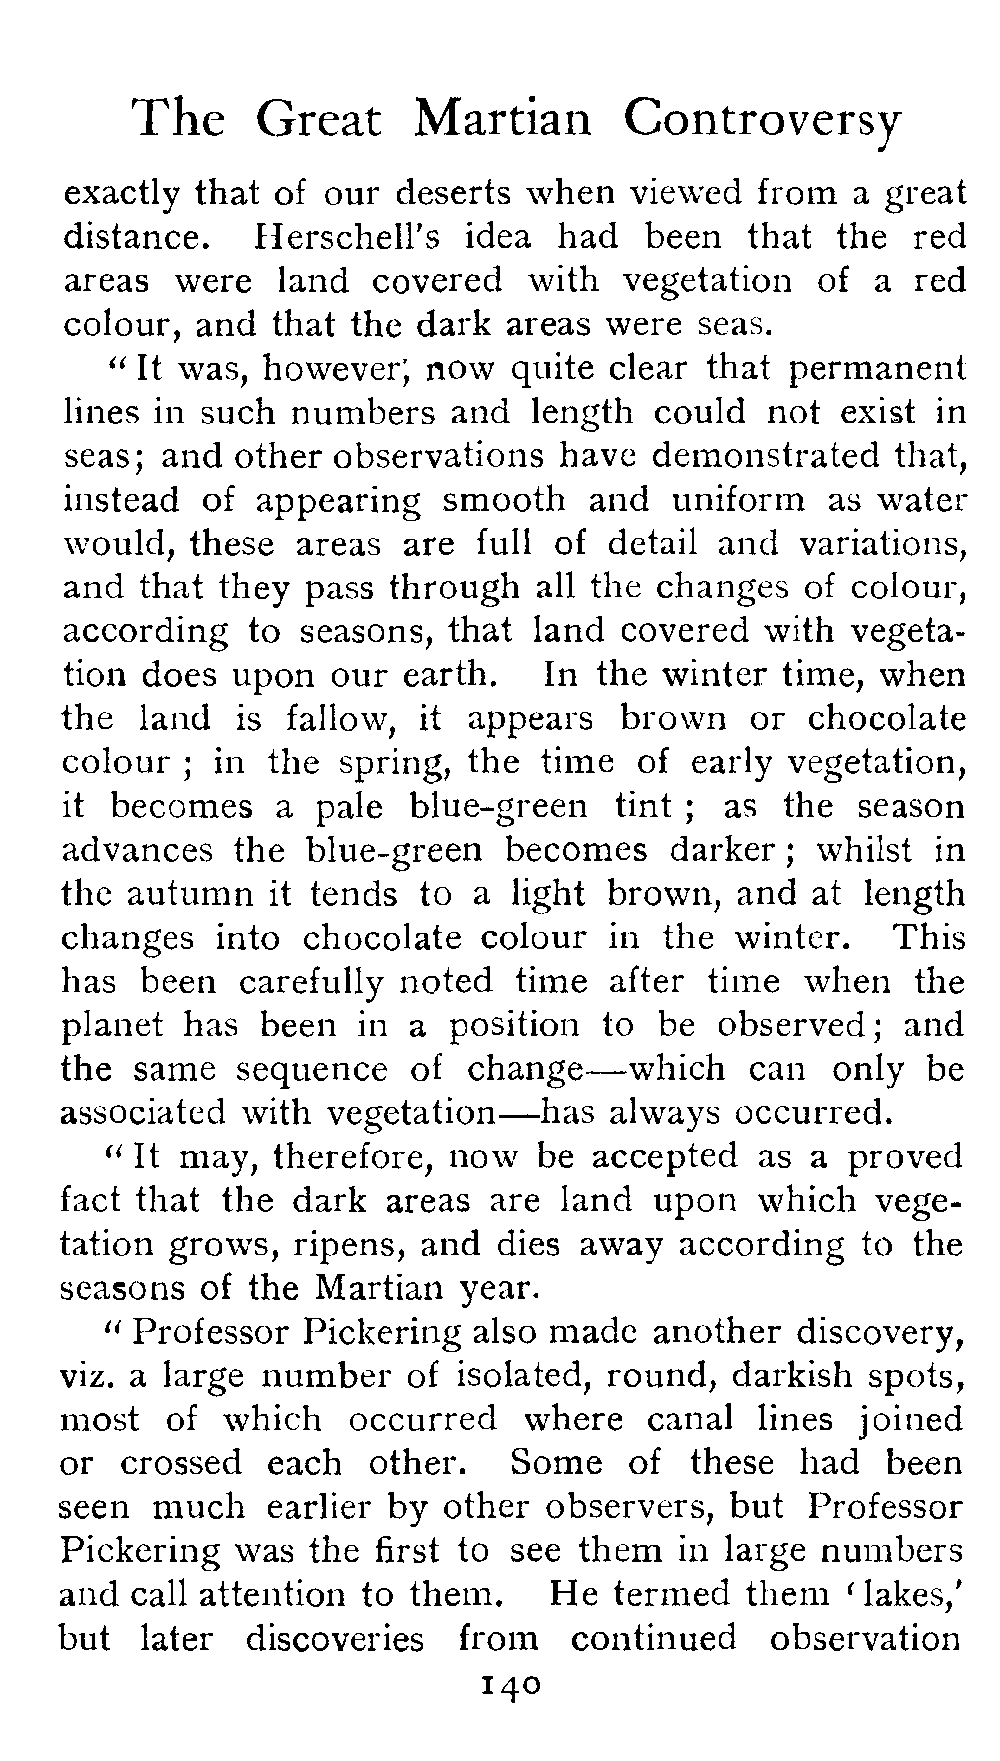 The Great Martian Controversy
exactly that of our deserts when viewed from a great
distance. Herschell's idea had been that the red
areas were land covered with vegetation of a red
colour, and that the dark areas were seas.
“It was, however, now quite clear that permanent
lines in such numbers and length could not exist in
seas; and other observations have demonstrated that,
instead of appearing smooth and uniform as water
would, these areas are full of detail and variations,
and that they pass through all the changes of colour,
according to seasons, that land covered with vegeta-
tion does upon our earth. In the winter time, when
the land is fallow, it appears brown or chocolate
colour ; in the spring, the time of early vegetation,
it becomes a pale blue-green tint ; as the season
advances the blue-green becomes darker ; whilst in
the autumn it tends to a light brown, and at length
changes into chocolate colour in the winter. This
has been carefully noted time after time when the
planet has been in a position to be observed; and
the same sequence of change—which can only be
associated with vegetation—has always occurred.
“It may, therefore, now be accepted as a proved
fact that the dark areas are land upon which vege-
tation grows, ripens, and dies away according to the
seasons of the Martian year.
“Professor Pickering also made another discovery,
viz. a large number of isolated, round, darkish spots,
most of which occurred where canal lines joined
or crossed each other. Some of these had been
seen much earlier by other observers, but Professor
Pickering was the first to see them in large numbers
and call attention to them. He termed them ‘lakes,’
but later discoveries from continued observation
140